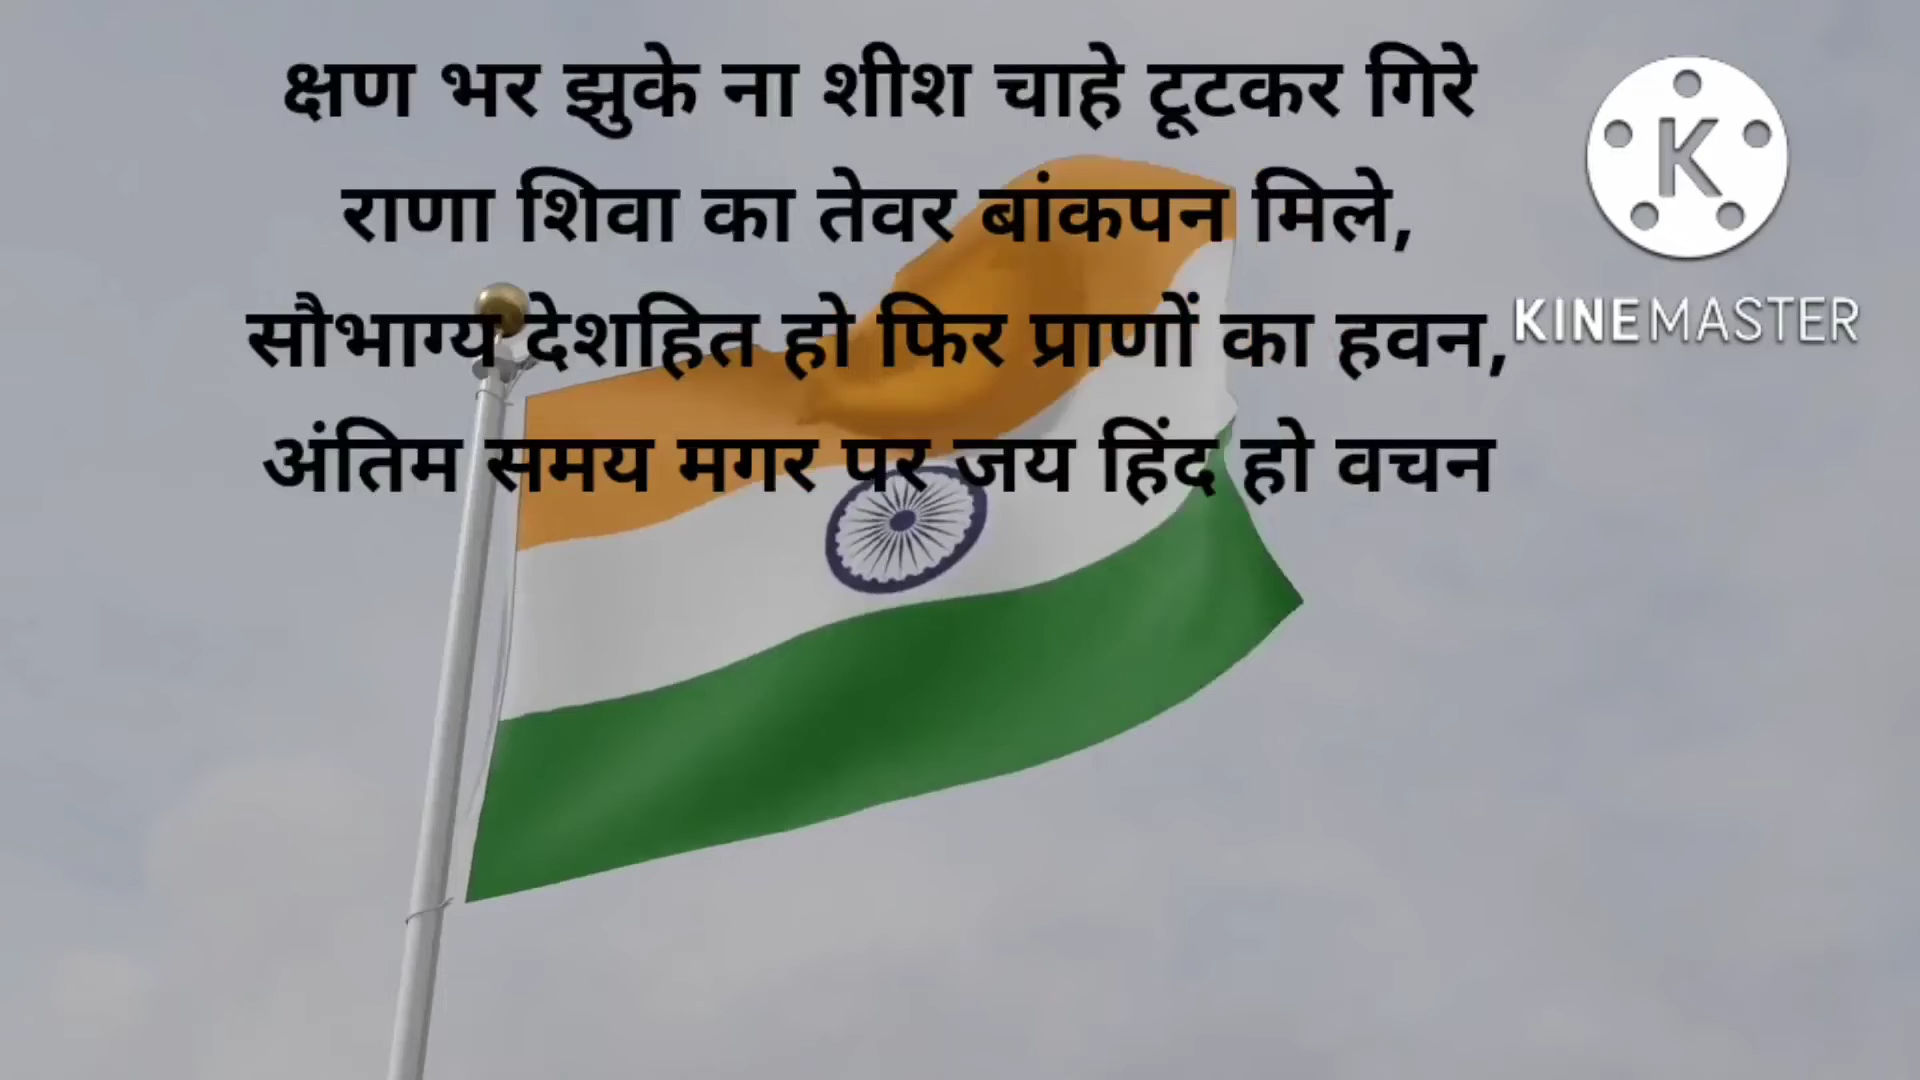 क्षण भर झुके ना शीश चाहे टूटकर गिरे
राणा शिवा का तेवर बांकपन मिले,
सौभाग्य देशहित हो फिर प्राणों का हवन,
अंतिम समय मगर पर जय हिंद हो वचन
K
KINEMASTER